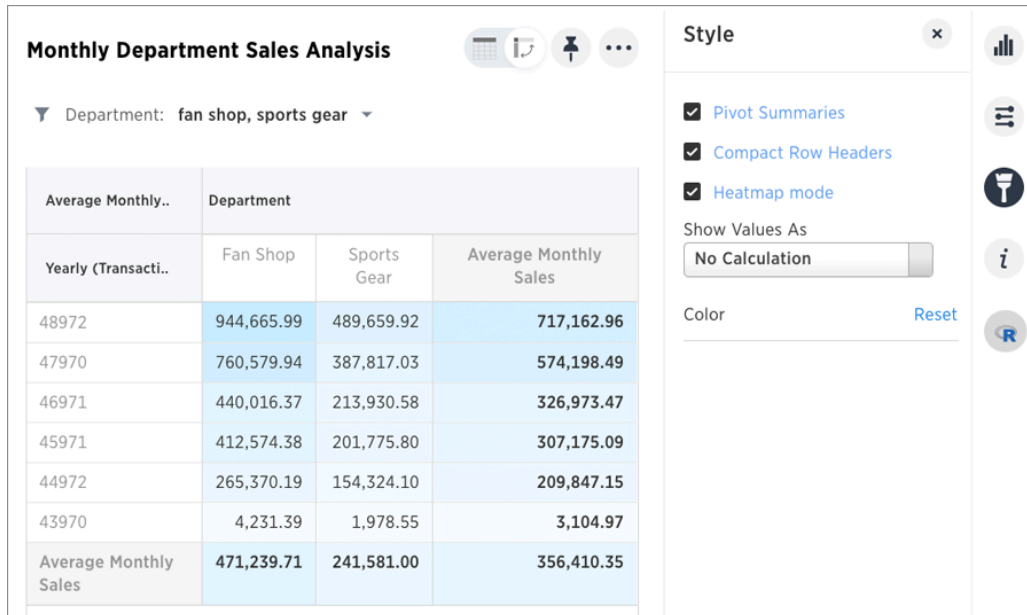 Monthly Department Sales Analysis
Department: fan shop, sports gear
Average Monthly.. Department
Yearly (Transacti.. Fan Shop Sports Gear Average Monthly Sales
48972 944,665.99 489,659.92 717,162.96
47970 760,579.94 387,817.03 574,198.49
46971 440,016.37 213,930.58 326,973.47
45971 412,574.38 201,775.80 307,175.09
44972 265,370.19 154,324.10 209,847.15
43970 4,231.39 1,978.55 3,104.97
Average Monthly Sales 471,239.71 241,581.00 356,410.35
Style
Pivot Summaries
Compact Row Headers
Heatmap mode
Show Values As
No Calculation
Color Reset
i
R